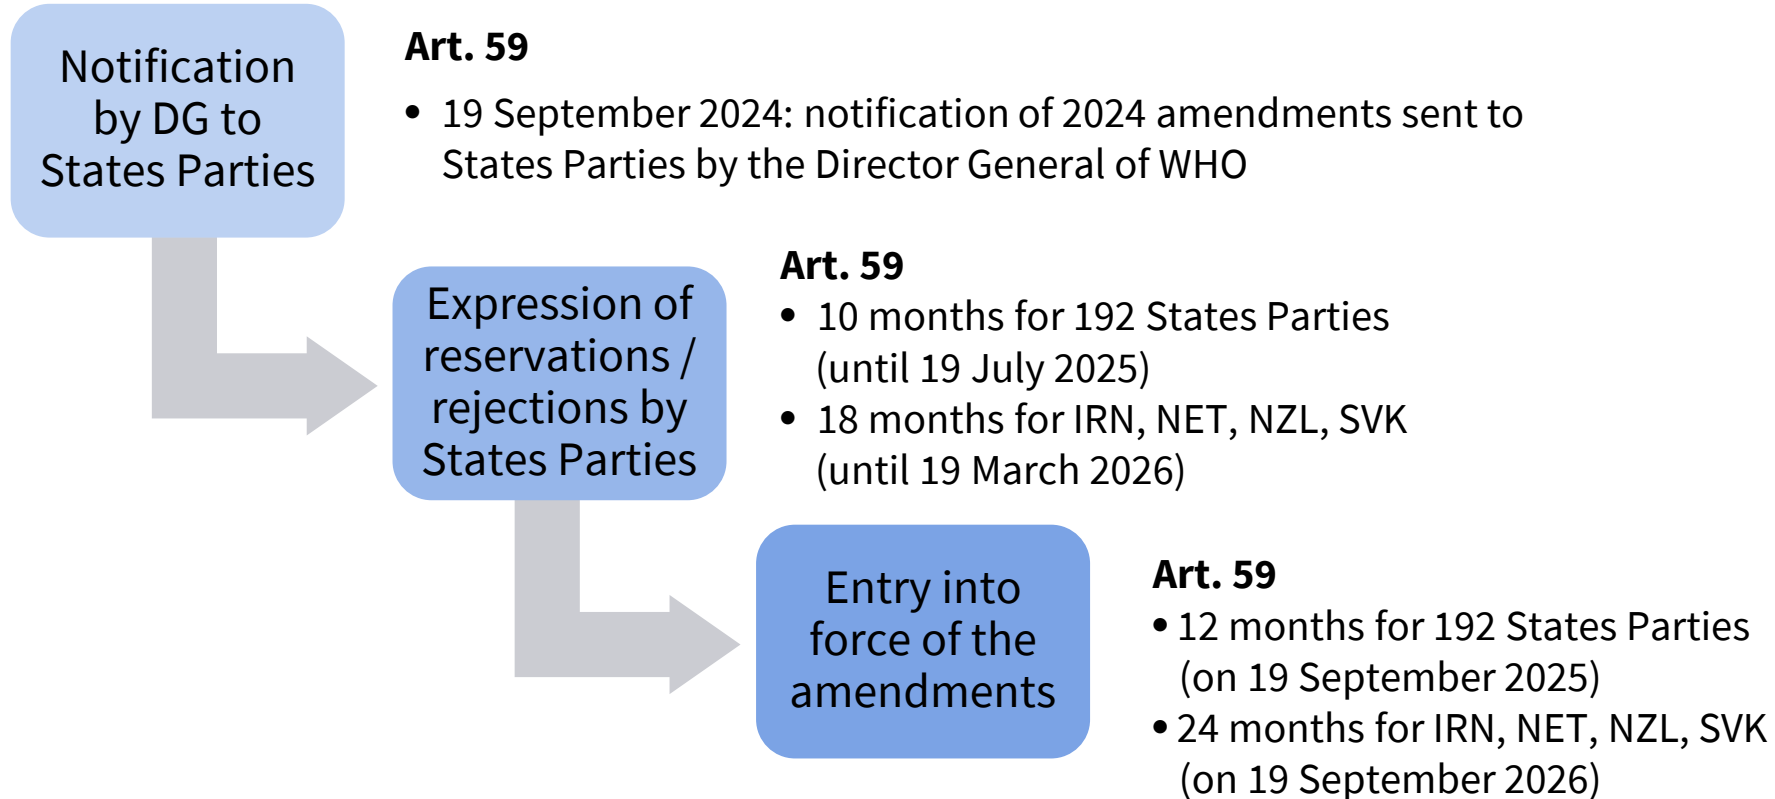 Notification
by DG to
States Parties
Art. 59
• 19 September 2024: notification of 2024 amendments sent to
States Parties by the Director General of WHO
Expression of
reservations /
rejections by
States Parties
Art. 59
• 10 months for 192 States Parties
(until 19 July 2025)
• 18 months for IRN, NET, NZL, SVK
(until 19 March 2026)
Entry into
force of the
amendments
Art. 59
• 12 months for 192 States Parties
(on 19 September 2025)
• 24 months for IRN, NET, NZL, SVK
(on 19 September 2026)